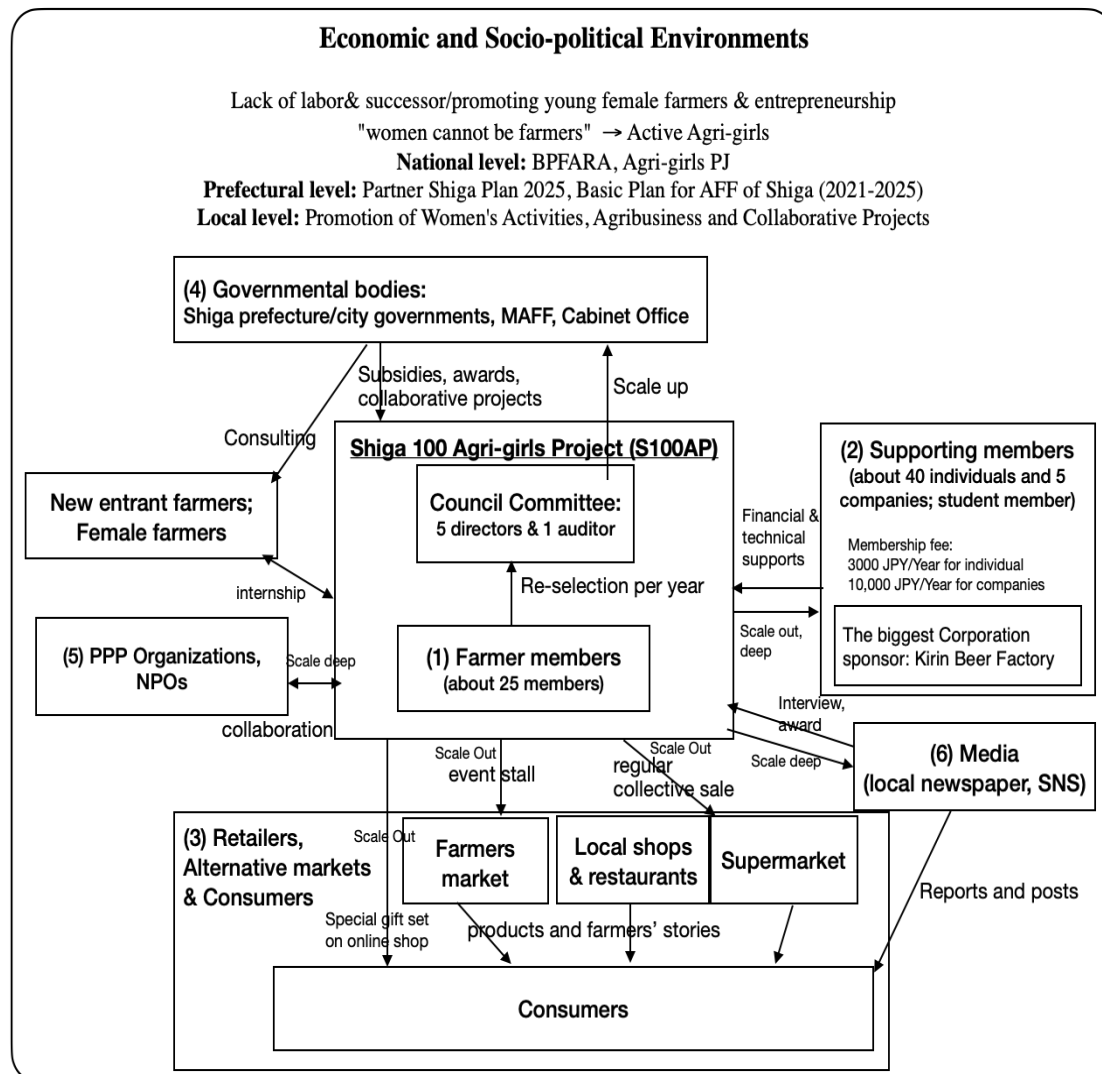 Economic and Socio-political Environments
Lack of labor& successor/promoting young female farmers & entrepreneurship
"women cannot be farmers" → Active Agri-girls
National level: BPFARA, Agri-girls PJ
Prefectural level: Partner Shiga Plan 2025, Basic Plan for AFF of Shiga (2021-2025)
Local level: Promotion of Women's Activities, Agribusiness and Collaborative Projects
(4) Governmental bodies:
Shiga prefecture/city governments, MAFF, Cabinet Office
Subsidies, awards,
collaborative projects
Scale up
Consulting
Shiga 100 Agri-girls Project (S100AP)
Council Committee:
5 directors & 1 auditor
Re-selection per year
(1) Farmer members
(about 25 members)
New entrant farmers;
Female farmers
internship
(5) PPP Organizations,
NPOs
Scale deep
collaboration
Financial &
technical
supports
Scale out,
deep
(2) Supporting members
(about 40 individuals and 5
companies; student member)
Membership fee:
3000 JPY/Year for individual
10,000 JPY/Year for companies
The biggest Corporation
sponsor: Kirin Beer Factory
Interview,
award
Scale deep
(6) Media
(local newspaper, SNS)
Reports and posts
Scale Out
event stall
Scale Out
regular
collective sale
(3) Retailers,
Alternative markets
& Consumers
Scale Out
Farmers
market
Local shops
& restaurants
Supermarket
Special gift set
on online shop
products and farmers' stories
Consumers